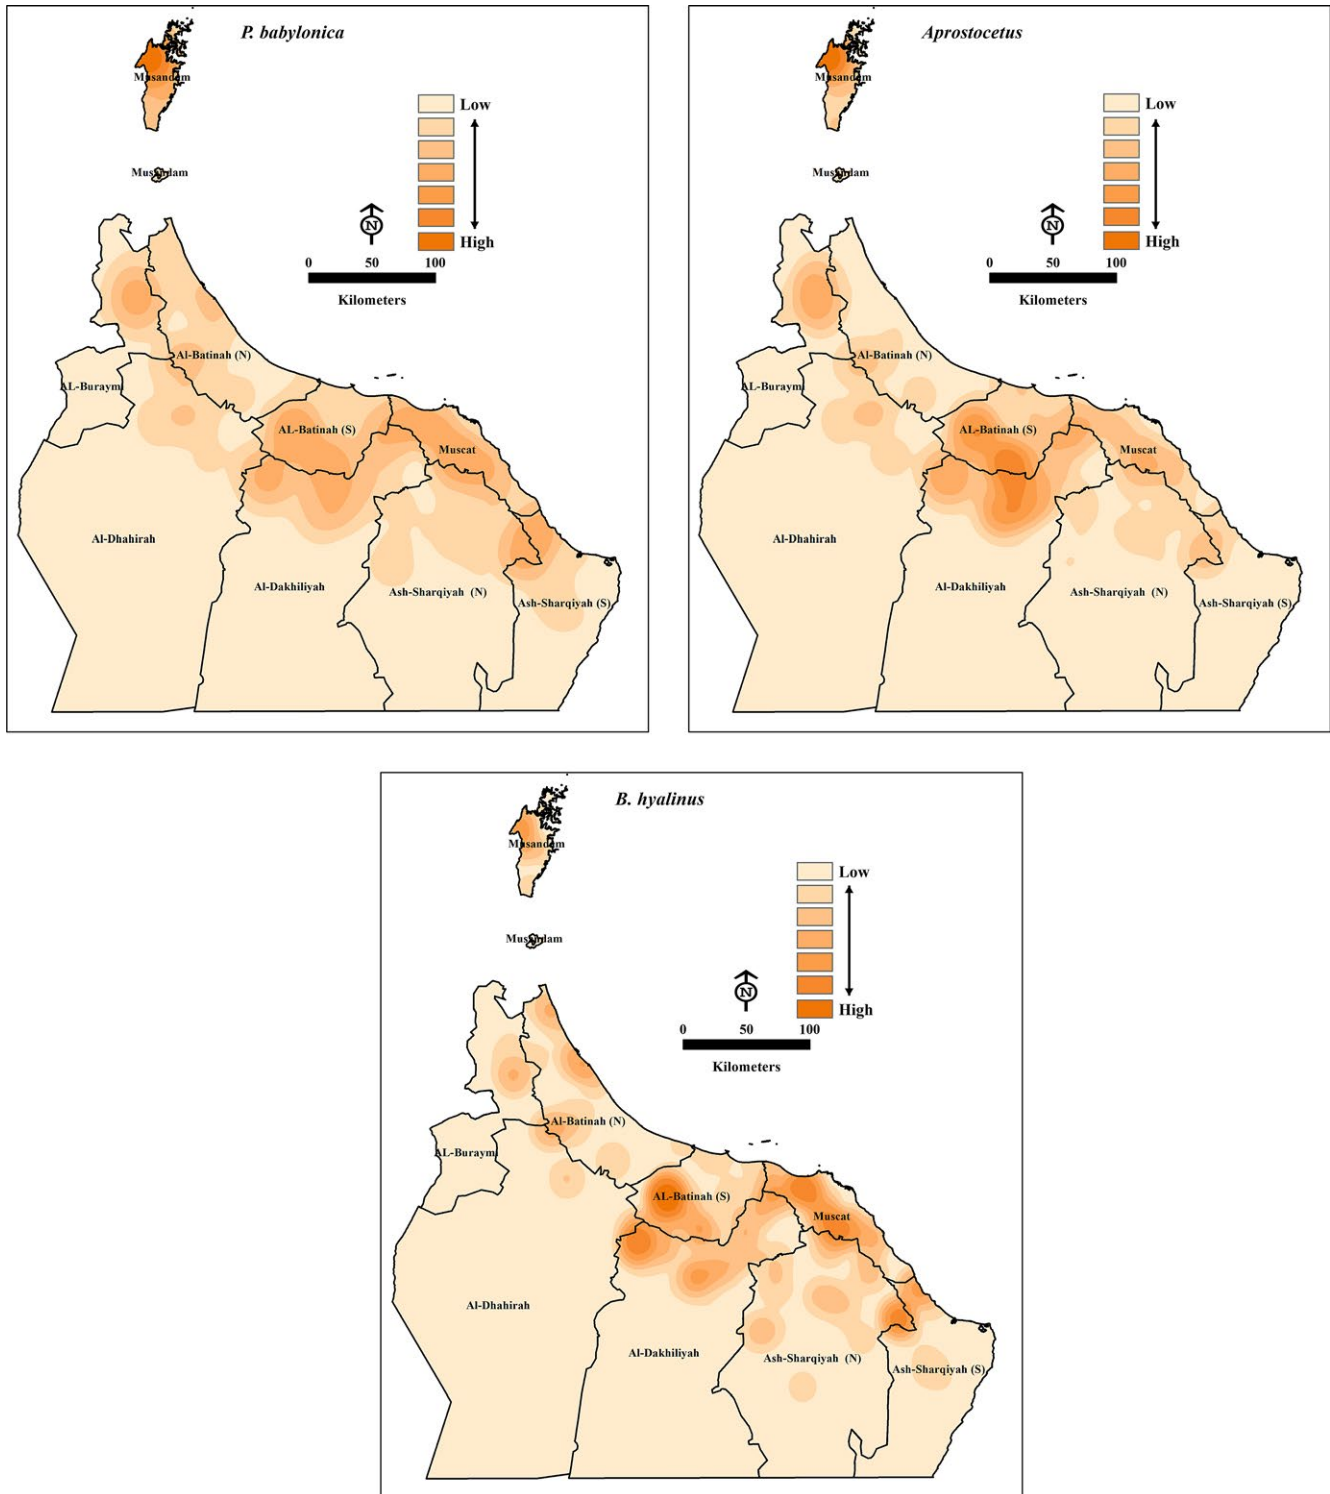 P. babylonica
Musandam
Low
Musandam
N
High
0 50 100
Kilometers
Al-Batinah (N)
AL-Buraym
AL-Batinah (S)
Muscat
Al-Dhahirah
Al-Dakhiliyah
Ash-Sharqiyah (N)
Ash-Sharqiyah (S)
Aprostocetus
Musandam
Low
Musandam
N
High
0 50 100
Kilometers
Al-Batinah (N)
AL-Buraym
AL-Batinah (S)
Muscat
Al-Dhahirah
Al-Dakhiliyah
Ash-Sharqiyah (N)
Ash-Sharqiyah (S)
B. hyalinus
Musandam
Low
Musandam
N
High
0 50 100
Kilometers
Al-Batinah (N)
AL-Buraym
AL-Batinah (S)
Muscat
Al-Dhahirah
Al-Dakhiliyah
Ash-Sharqiyah (N)
Ash-Sharqiyah (S)